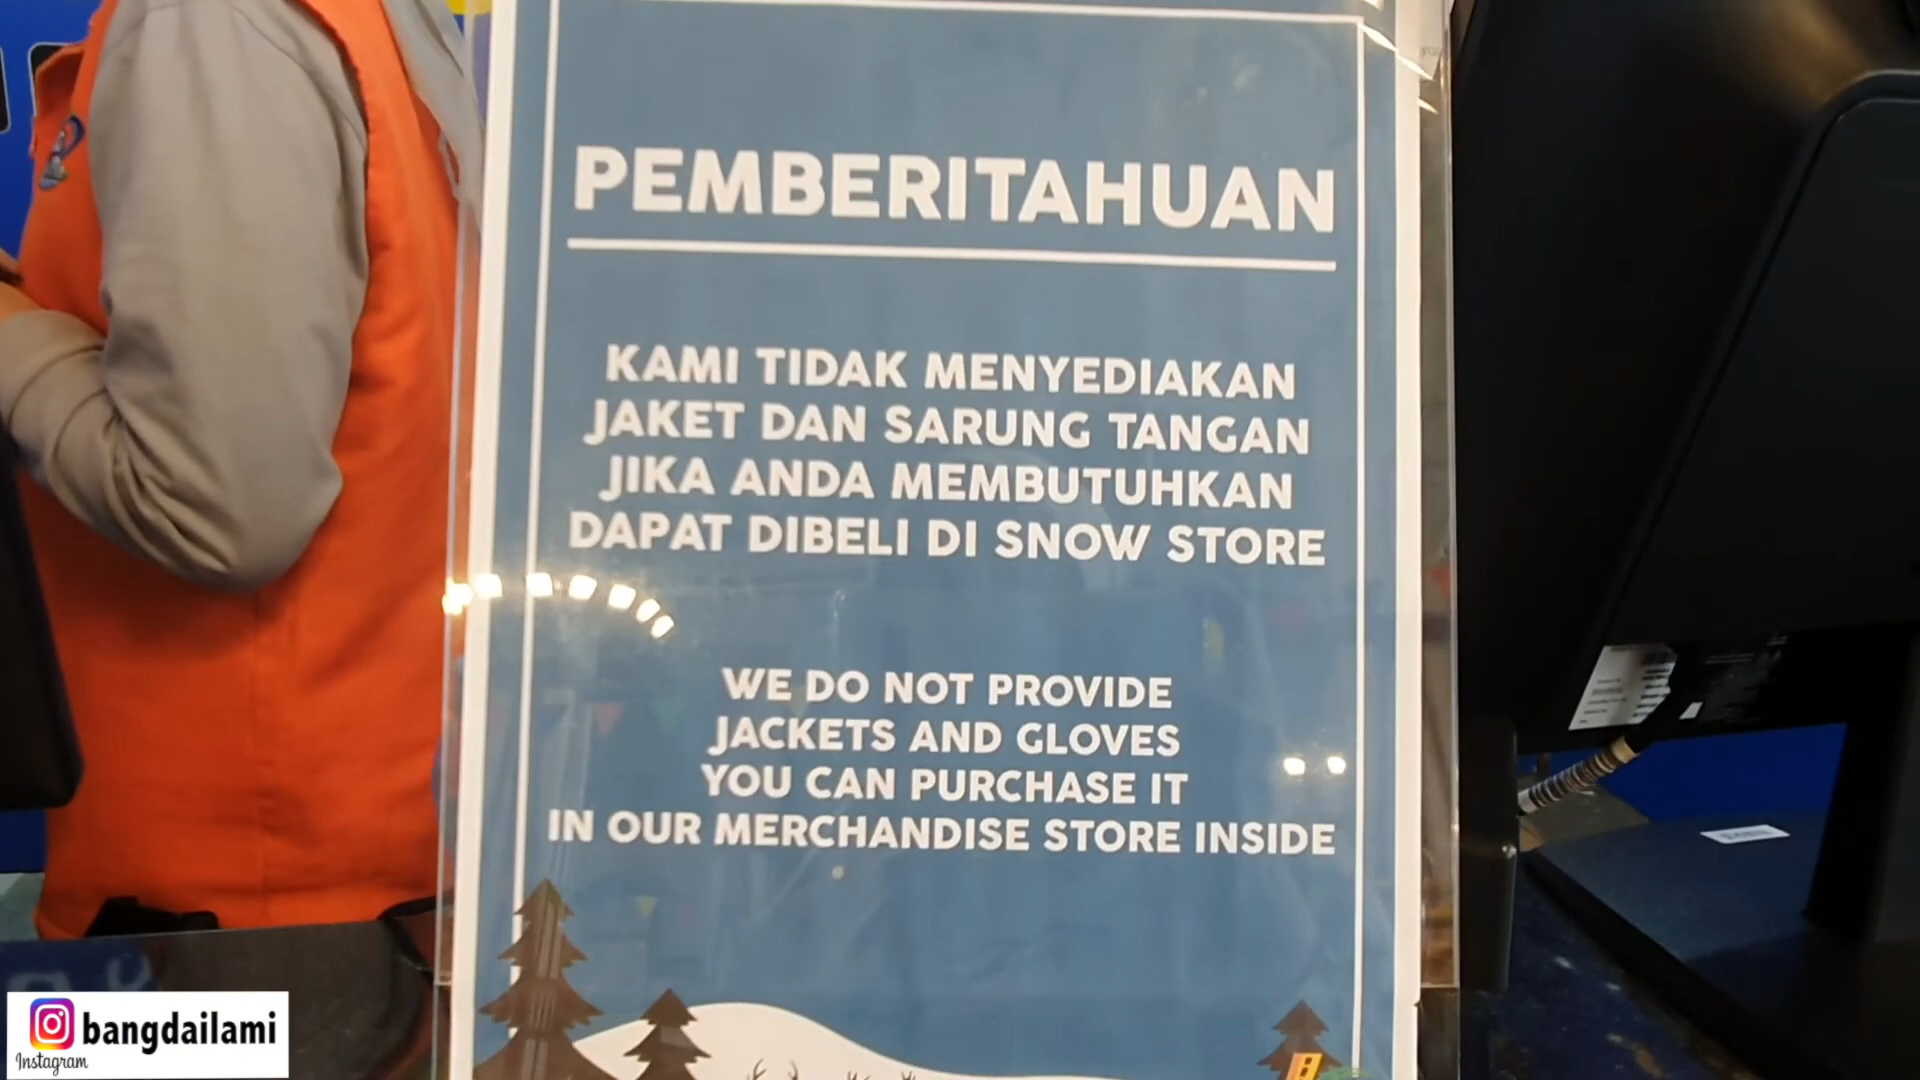 PEMBERITAHUAN
KAMI TIDAK MENYEDIAKAN
JAKET DAN SARUNG TANGAN
JIKA ANDA MEMBUTUHKAN
DAPAT DIBELI DI SNOW STORE
WE DO NOT PROVIDE
JACKETS AND GLOVES
YOU CAN PURCHASE IT
IN OUR MERCHANDISE STORE INSIDE
bangdailami
Instagram